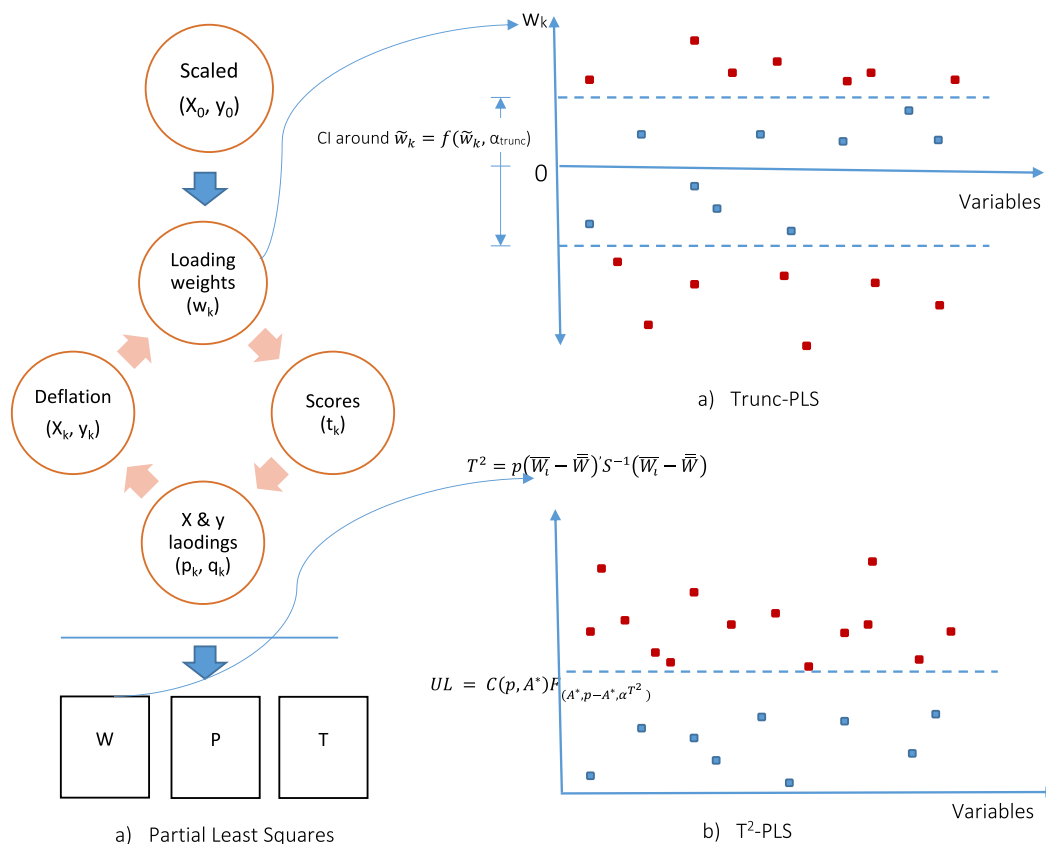 Scaled
(X₀, y₀)
Loading
weights
(wₖ)
Deflation
(Xₖ, yₖ)
Scores
(tₖ)
X & y
laodings
(pₖ, qₖ)
W
P
T
a) Partial Least Squares
Wₖ
CI around w̃ₖ = f(w̃ₖ, αtrunc)
0
Variables
a) Trunc-PLS
T² = p(W̅ᵢ − W̿)′S⁻¹(W̅ᵢ − W̿)
UL = C(p, A*)F(A*,p−A*,αT²)
Variables
b) T²-PLS